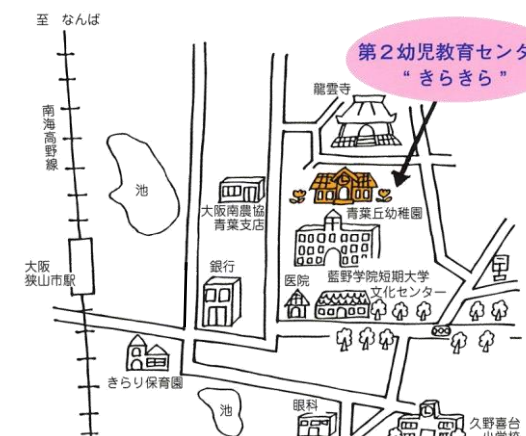 至 なんば
第2幼児教育センタ
“きらきら”
龍雲寺
南海高野線
池
大阪南農協
青葉支店
青葉丘幼稚園
大阪
狭山市駅
銀行
医院
藍野学院短期大学
文化センター
きらり保育園
池
眼科
久野喜台
小学校